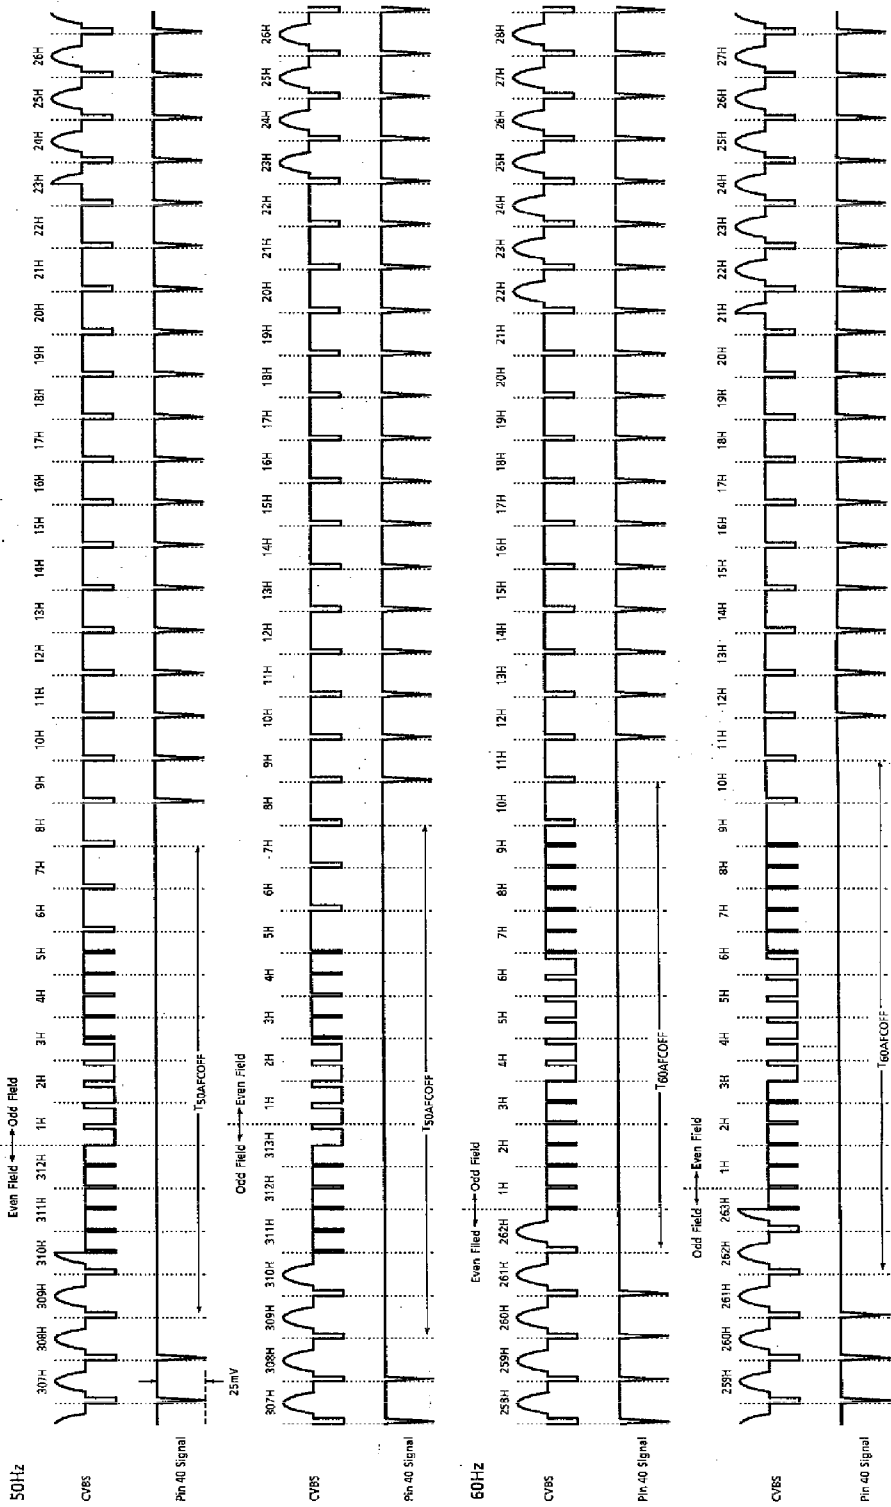 50Hz
Even Field Odd Field
307H 308H 309H 310H 311H 312H 1H 2H 3H 4H 5H 6H 7H 8H 9H 10H 11H 12H 13H 14H 15H 16H 17H 18H 19H 20H 21H 22H 23H 24H 25H 26H
CVBS
Pin 40 Signal
T50AFCOFF
25mV
Odd Field Even Field
307H 308H 309H 310H 311H 312H 313H 1H 2H 3H 4H 5H 6H 7H 8H 9H 10H 11H 12H 13H 14H 15H 16H 17H 18H 19H 20H 21H 22H 23H 24H 25H 26H
CVBS
Pin 40 Signal
T50AFCOFF
60Hz
Even Filed Odd Field
258H 259H 260H 261H 262H 1H 2H 3H 4H 5H 6H 7H 8H 9H 10H 11H 12H 13H 14H 15H 16H 17H 18H 19H 20H 21H 22H 23H 24H 25H 26H 27H 28H
CVBS
Pin 40 Signal
T60AFCOFF
Odd Field Even Field
259H 260H 261H 262H 263H 1H 2H 3H 4H 5H 6H 7H 8H 9H 10H 11H 12H 13H 14H 15H 16H 17H 18H 19H 20H 21H 22H 23H 24H 25H 26H 27H
CVBS
Pin 40 Signal
T60AFCOFF